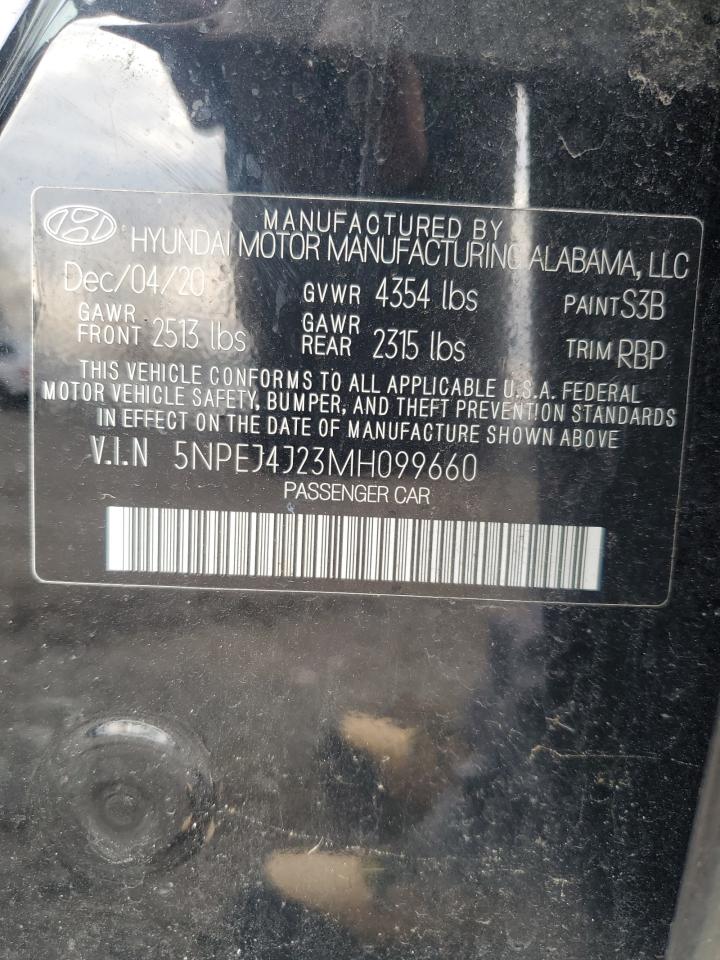 MANUFACTURED BY
HYUNDAI MOTOR MANUFACTURING ALABAMA, LLC
Dec/04/20 GVWR 4354 lbs PAINT S3B
GAWR FRONT 2513 lbs GAWR REAR 2315 lbs TRIM RBP
THIS VEHICLE CONFORMS TO ALL APPLICABLE U.S.A. FEDERAL
MOTOR VEHICLE SAFETY, BUMPER, AND THEFT PREVENTION STANDARDS
IN EFFECT ON THE DATE OF MANUFACTURE SHOWN ABOVE
V.I.N 5NPEJ4J23MH099660
PASSENGER CAR